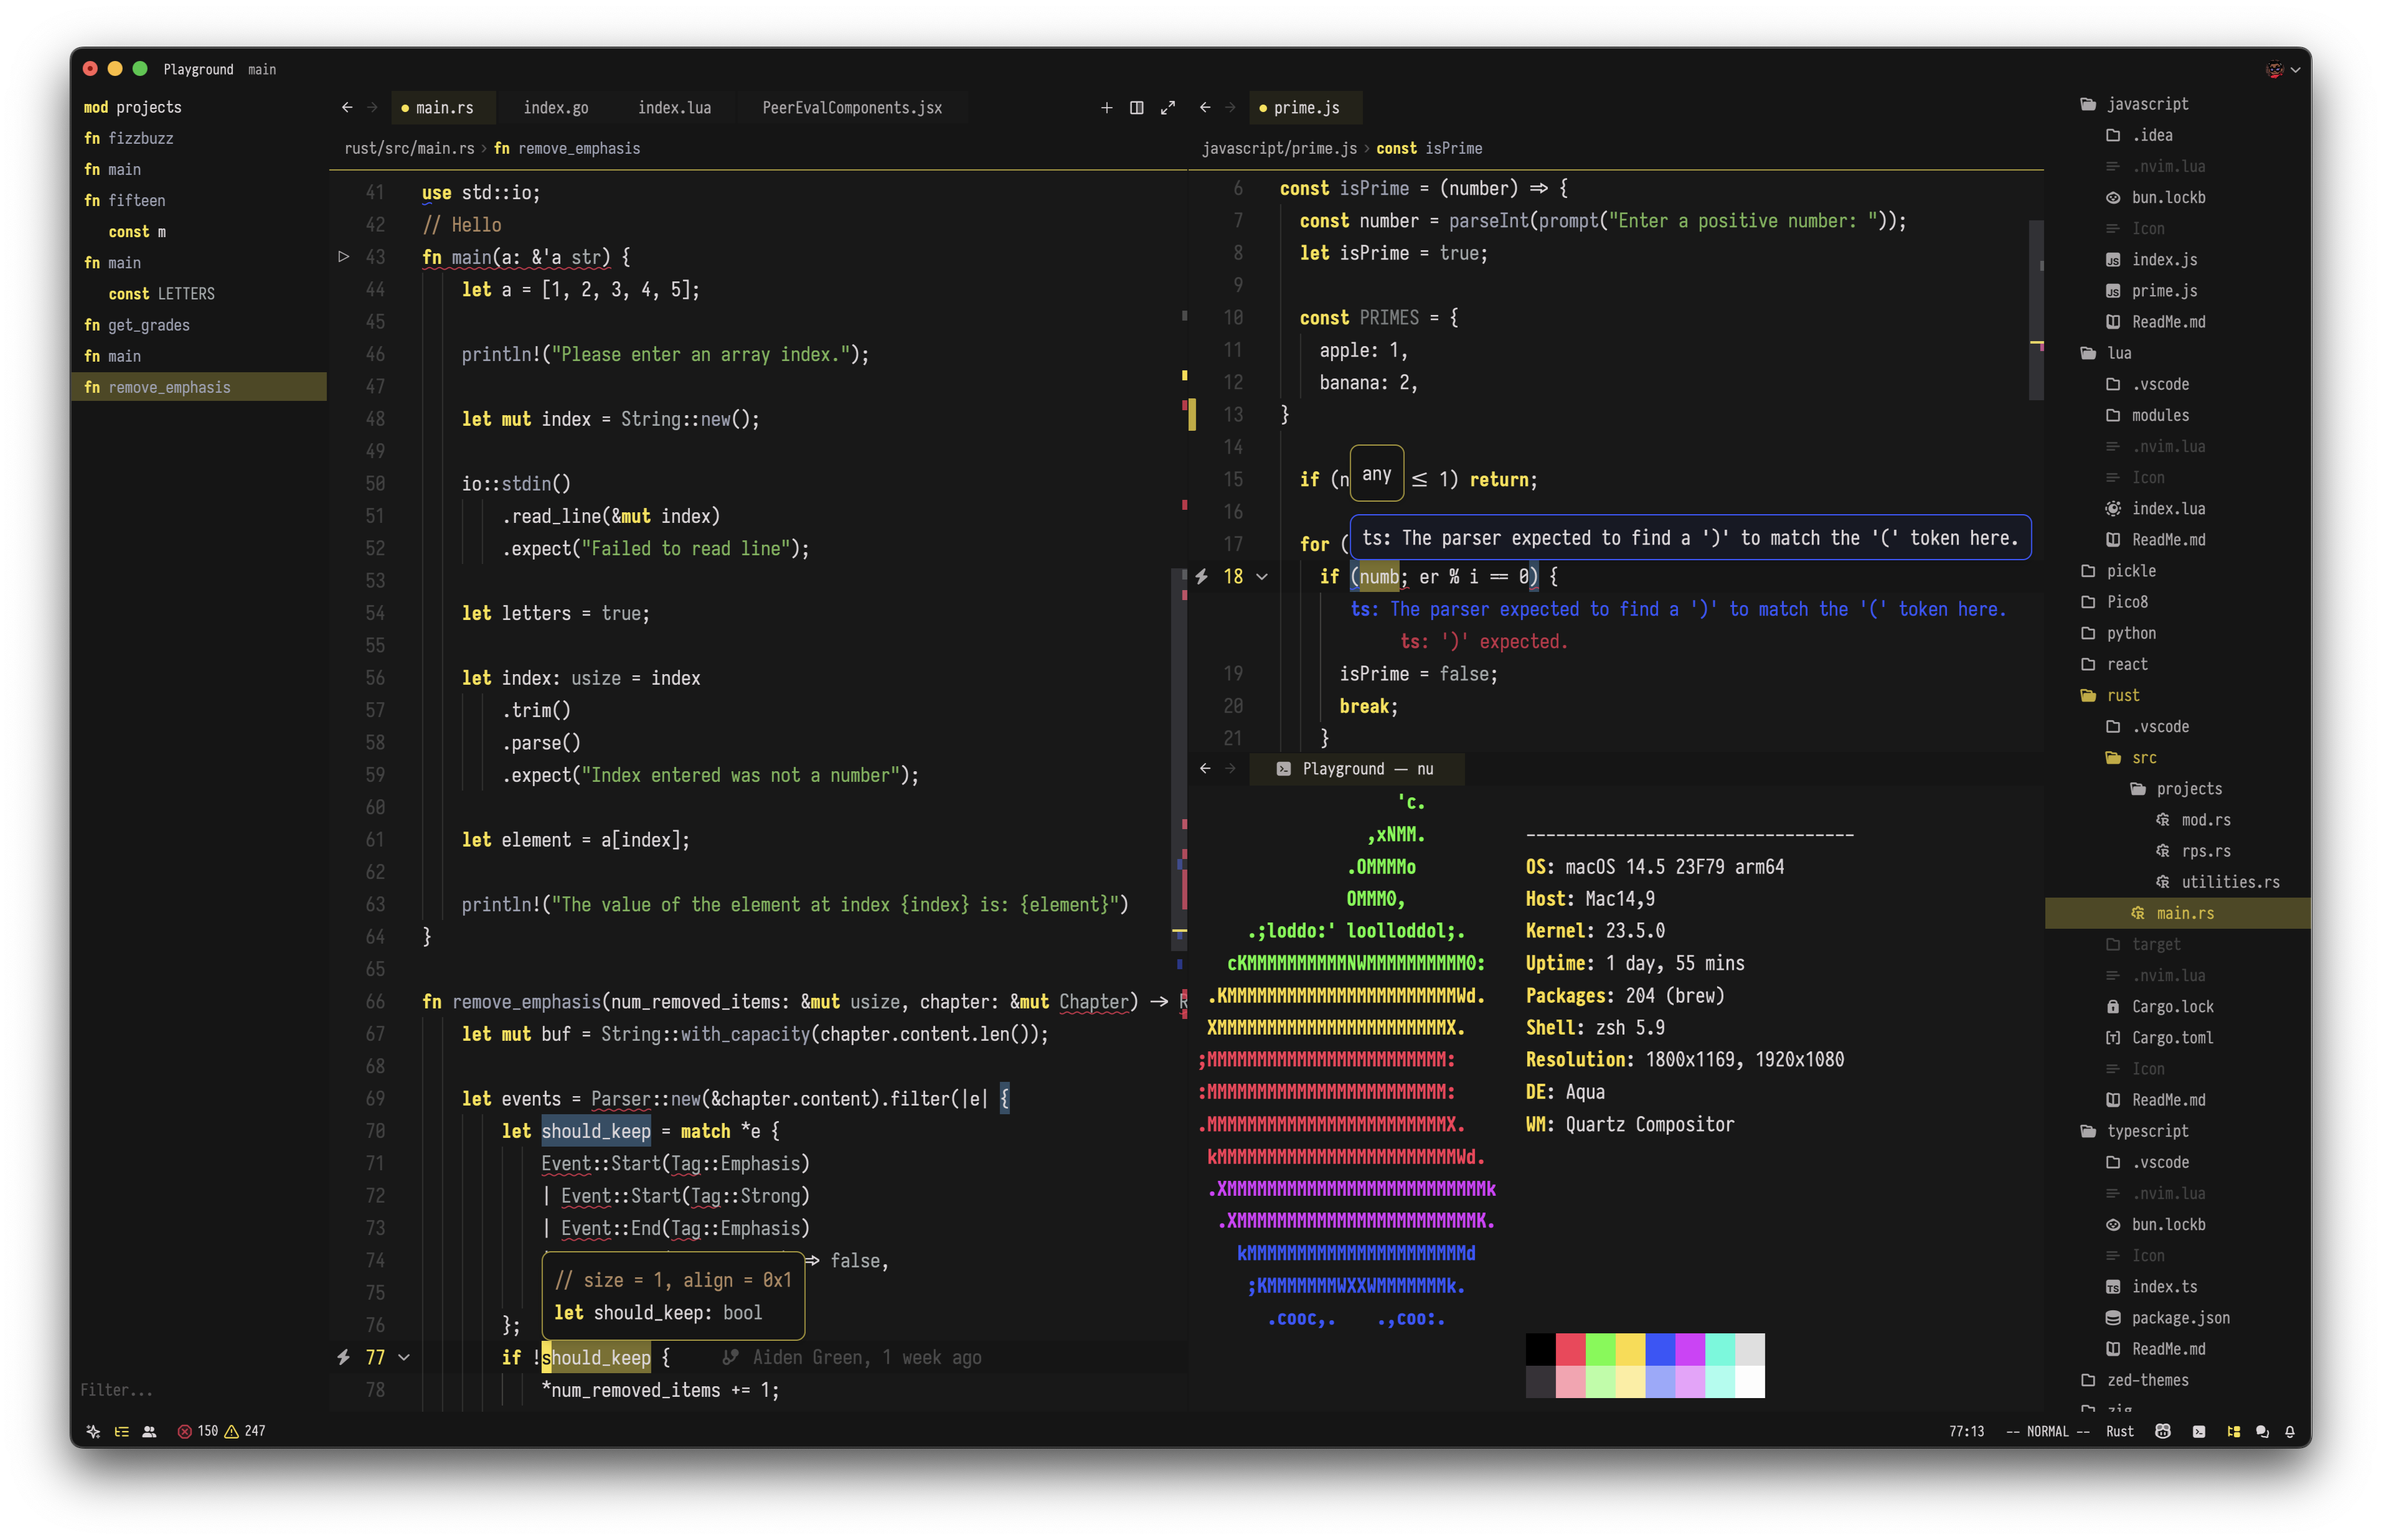 Playground main
mod projects
fn fizzbuzz
fn main
fn fifteen
const m
fn main
const LETTERS
fn get_grades
fn main
fn remove_emphasis
Filter...
main.rs index.go index.lua PeerEvalComponents.jsx
rust/src/main.rs › fn remove_emphasis
41 use std::io;
42 // Hello
43 fn main(a: &'a str) {
44 let a = [1, 2, 3, 4, 5];
45
46 println!("Please enter an array index.");
47
48 let mut index = String::new();
49
50 io::stdin()
51 .read_line(&mut index)
52 .expect("Failed to read line");
53
54 let letters = true;
55
56 let index: usize = index
57 .trim()
58 .parse()
59 .expect("Index entered was not a number");
60
61 let element = a[index];
62
63 println!("The value of the element at index {index} is: {element}")
64 }
65
66 fn remove_emphasis(num_removed_items: &mut usize, chapter: &mut Chapter) ->
67 let mut buf = String::with_capacity(chapter.content.len());
68
69 let events = Parser::new(&chapter.content).filter(|e| {
70 let should_keep = match *e {
71 Event::Start(Tag::Emphasis)
72 | Event::Start(Tag::Strong)
73 | Event::End(Tag::Emphasis)
74 => false,
75
76 };
// size = 1, align = 0x1
let should_keep: bool
77 if !should_keep { Aiden Green, 1 week ago
78 *num_removed_items += 1;
prime.js
javascript/prime.js › const isPrime
6 const isPrime = (number) => {
7 const number = parseInt(prompt("Enter a positive number: "));
8 let isPrime = true;
9
10 const PRIMES = {
11 apple: 1,
12 banana: 2,
13 }
14
15 if (n any ≤ 1) return;
16
17 for (
ts: The parser expected to find a ')' to match the '(' token here.
18 if (numb; er % i == 0) {
ts: The parser expected to find a ')' to match the '(' token here.
ts: ')' expected.
19 isPrime = false;
20 break;
21 }
Playground — nu
'c.
,xNMM.
.OMMMMo
OMMM0,
.;loddo:' loolloddol;.
cKMMMMMMMMMMNWMMMMMMMMMM0:
.KMMMMMMMMMMMMMMMMMMMMMMMWd.
XMMMMMMMMMMMMMMMMMMMMMMMX.
;MMMMMMMMMMMMMMMMMMMMMMMM:
:MMMMMMMMMMMMMMMMMMMMMMMM:
.MMMMMMMMMMMMMMMMMMMMMMMMX.
kMMMMMMMMMMMMMMMMMMMMMMMMWd.
.XMMMMMMMMMMMMMMMMMMMMMMMMMMk
.XMMMMMMMMMMMMMMMMMMMMMMMMK.
kMMMMMMMMMMMMMMMMMMMMMMd
;KMMMMMMMWXXWMMMMMMMk.
.cooc,. .,coo:.
---------------------------------
OS: macOS 14.5 23F79 arm64
Host: Mac14,9
Kernel: 23.5.0
Uptime: 1 day, 55 mins
Packages: 204 (brew)
Shell: zsh 5.9
Resolution: 1800x1169, 1920x1080
DE: Aqua
WM: Quartz Compositor
javascript
.idea
.nvim.lua
bun.lockb
Icon
index.js
prime.js
ReadMe.md
lua
.vscode
modules
.nvim.lua
Icon
index.lua
ReadMe.md
pickle
Pico8
python
react
rust
.vscode
src
projects
mod.rs
rps.rs
utilities.rs
main.rs
target
.nvim.lua
Cargo.lock
Cargo.toml
Icon
ReadMe.md
typescript
.vscode
.nvim.lua
bun.lockb
Icon
index.ts
package.json
ReadMe.md
zed-themes
zig
150 247
77:13 -- NORMAL -- Rust